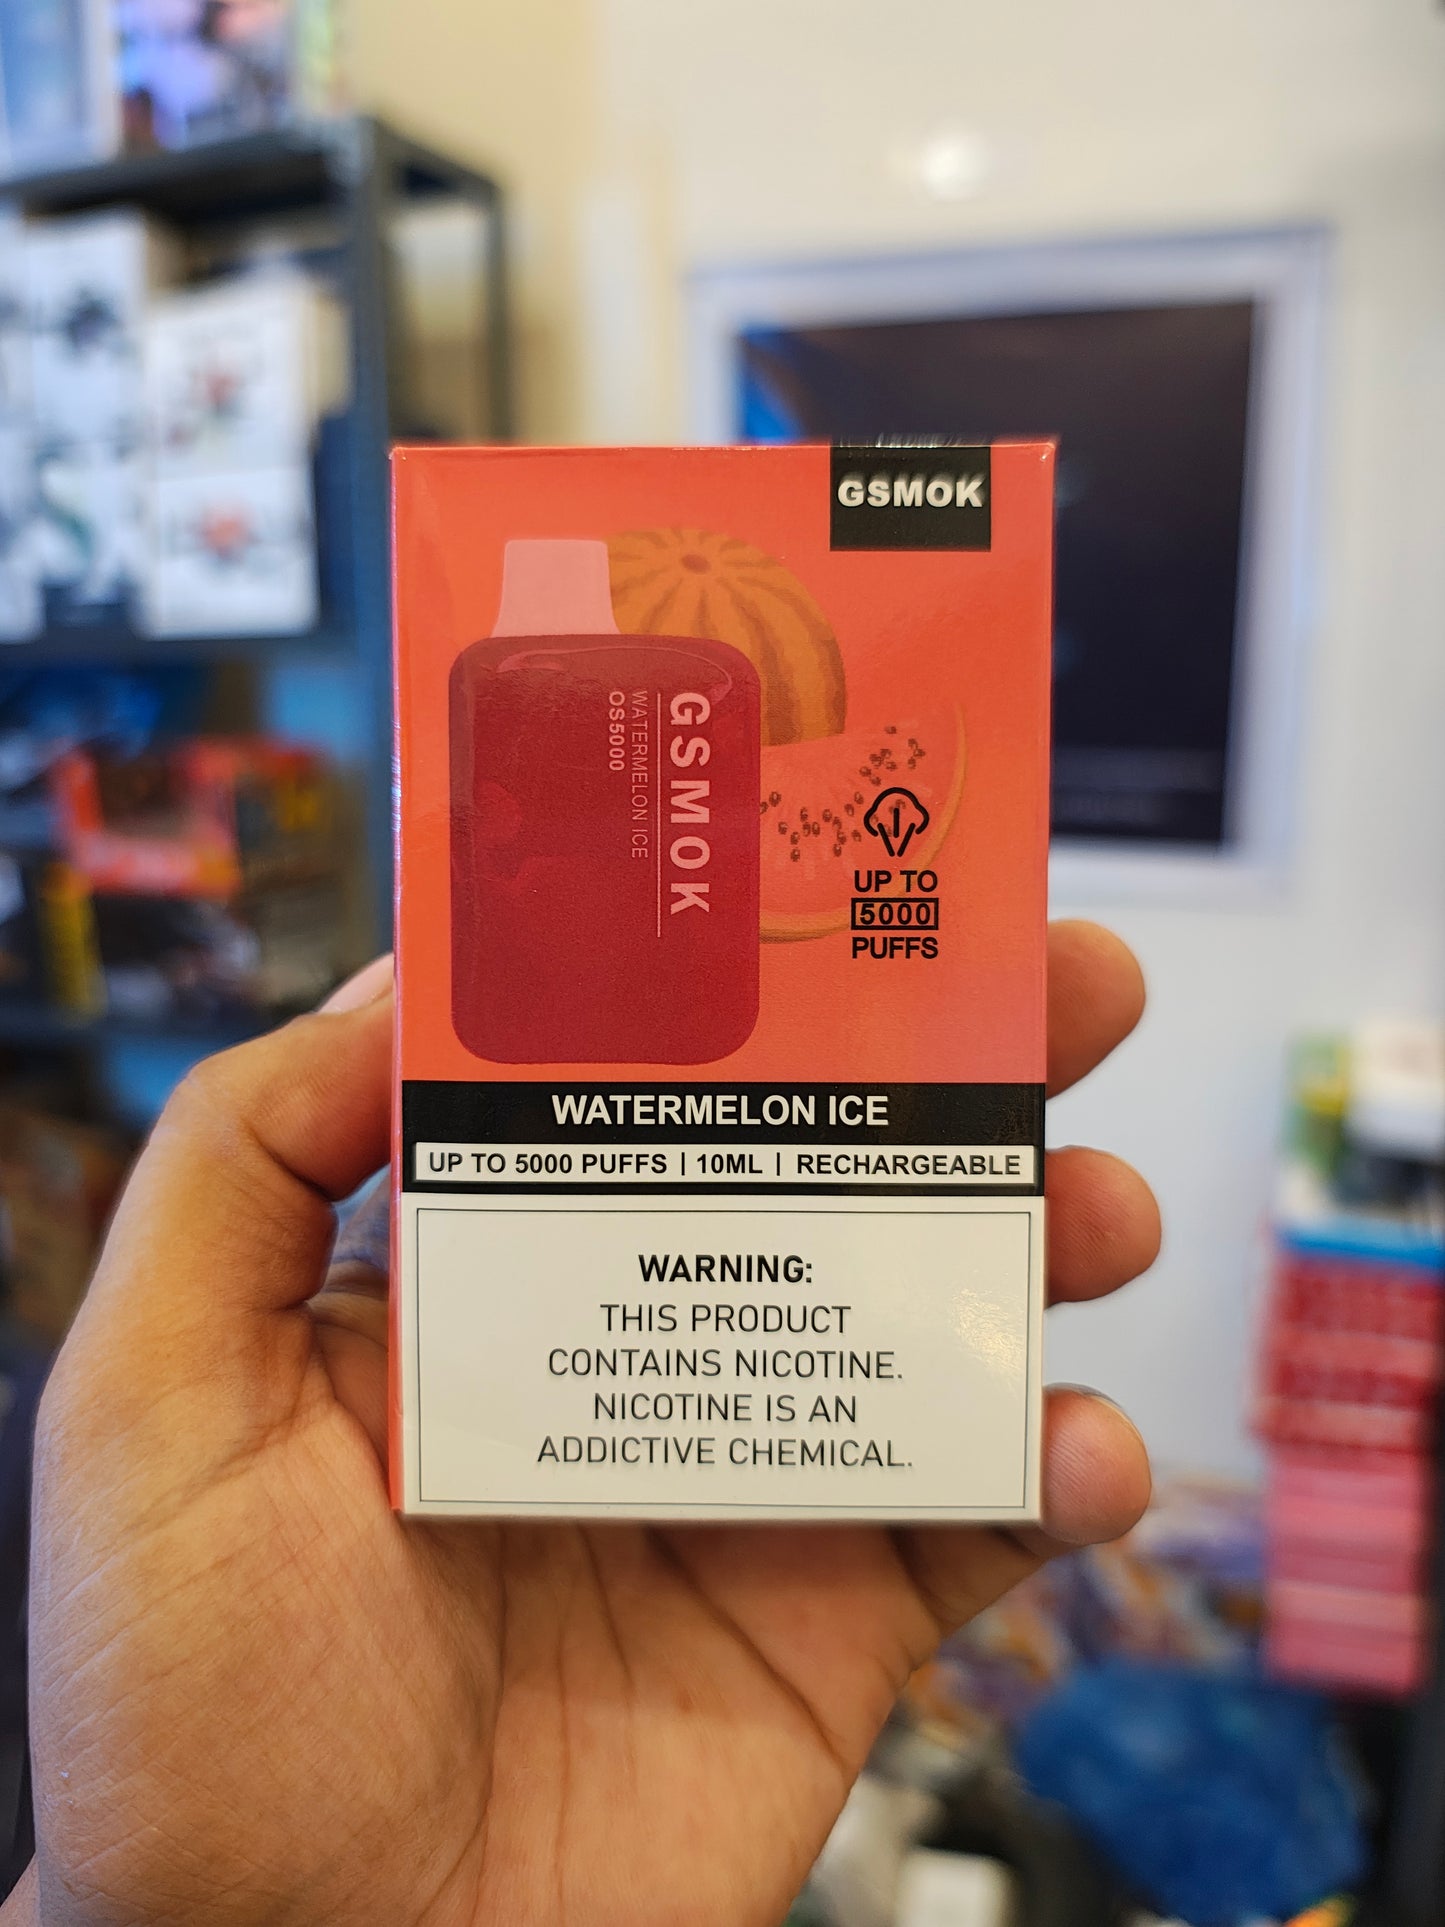 GSMOK
GSMOK
WATERMELON ICE
OS5000
UP TO
5000
PUFFS
WATERMELON ICE
UP TO 5000 PUFFS | 10ML | RECHARGEABLE
WARNING:
THIS PRODUCT
CONTAINS NICOTINE.
NICOTINE IS AN
ADDICTIVE CHEMICAL.